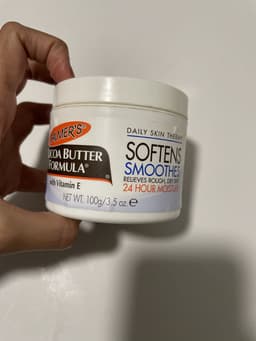 PALMER'S®
COCOA BUTTER
FORMULA®
with Vitamin E
NET WT. 100g/3.5 oz. e
DAILY SKIN THERAPY
SOFTENS
SMOOTHES
RELIEVES ROUGH, DRY SKIN
24 HOUR MOISTURE